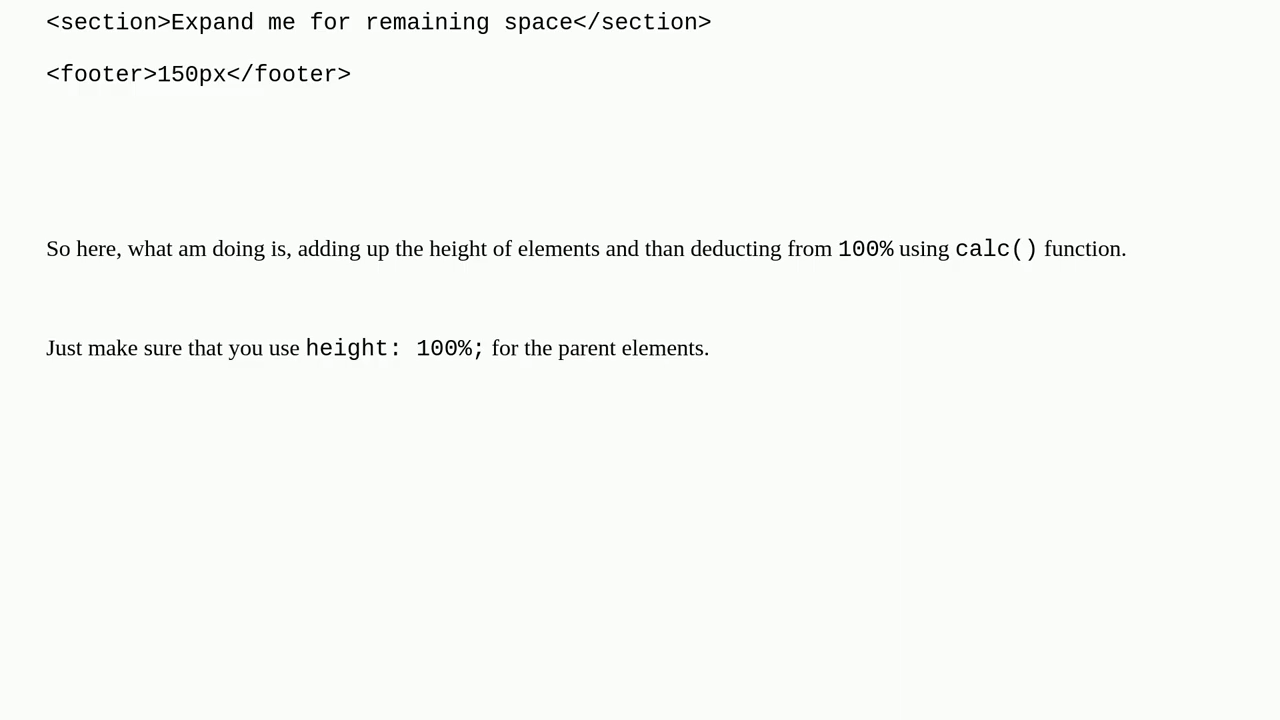 <section>Expand me for remaining space</section>
<footer>150px</footer>
So here, what am doing is, adding up the height of elements and than deducting from 100% using calc() function.
Just make sure that you use height: 100%; for the parent elements.